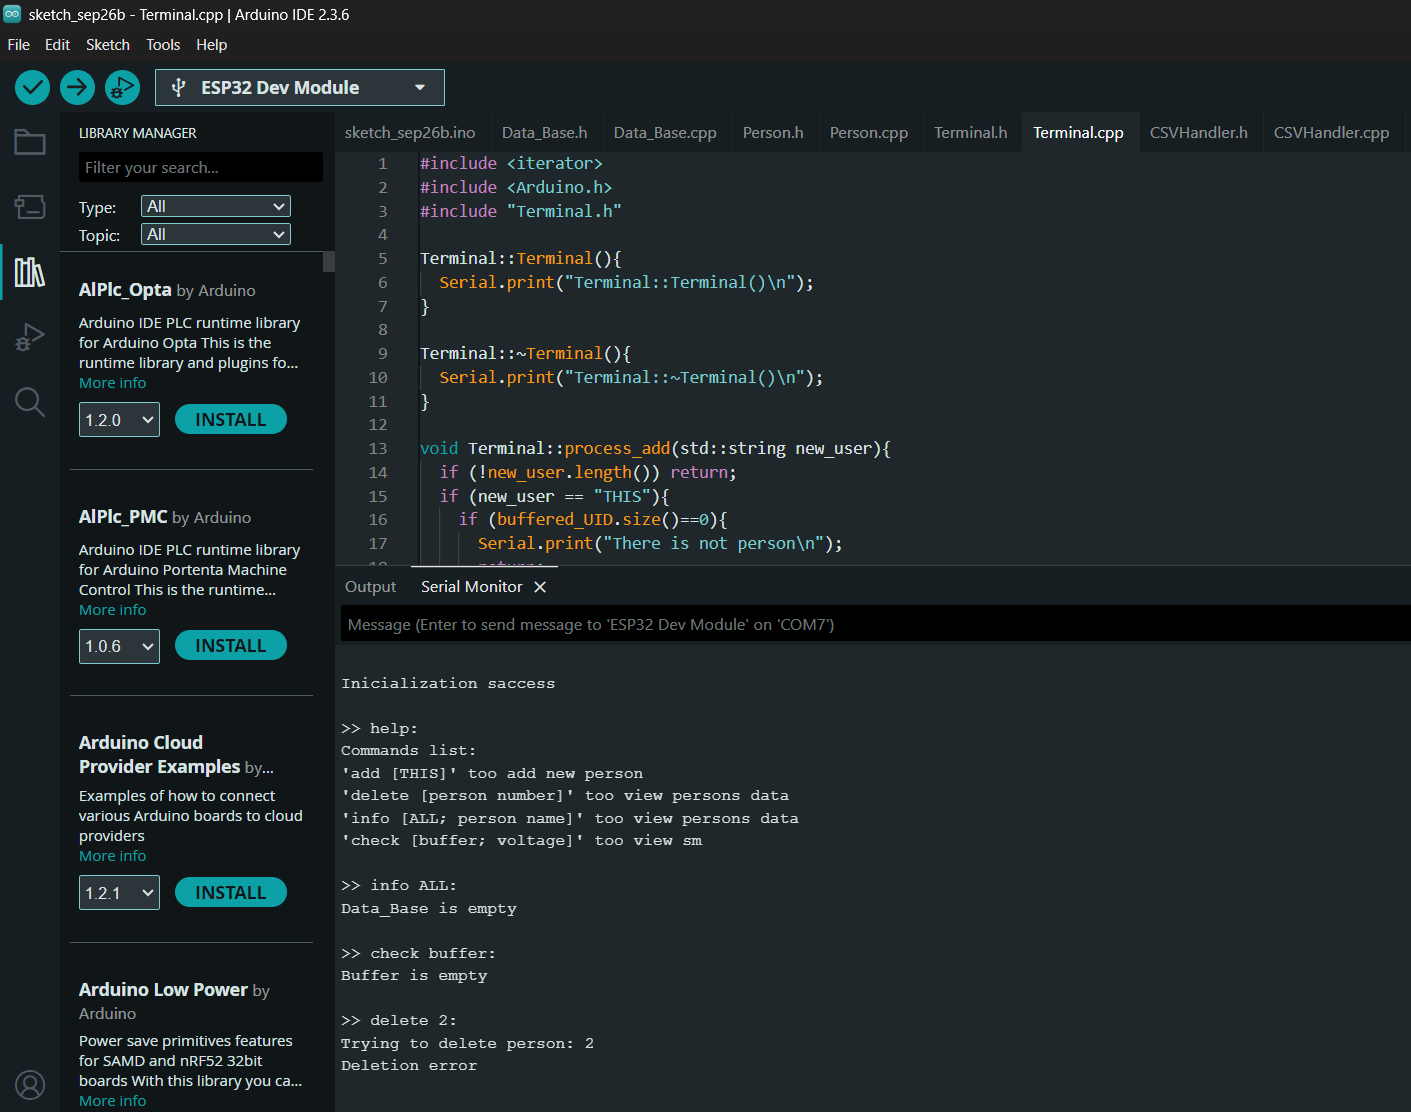 sketch_sep26b - Terminal.cpp | Arduino IDE 2.3.6
File Edit Sketch Tools Help
ESP32 Dev Module
LIBRARY MANAGER
Filter your search...
Type: All
Topic: All
AlPlc_Opta by Arduino
Arduino IDE PLC runtime library
for Arduino Opta This is the
runtime library and plugins fo...
More info
1.2.0 INSTALL
AlPlc_PMC by Arduino
Arduino IDE PLC runtime library
for Arduino Portenta Machine
Control This is the runtime...
More info
1.0.6 INSTALL
Arduino Cloud
Provider Examples by...
Examples of how to connect
various Arduino boards to cloud
providers
More info
1.2.1 INSTALL
Arduino Low Power by
Arduino
Power save primitives features
for SAMD and nRF52 32bit
boards With this library you ca...
More info
sketch_sep26b.ino Data_Base.h Data_Base.cpp Person.h Person.cpp Terminal.h Terminal.cpp CSVHandler.h CSVHandler.cpp
1 #include <iterator>
2 #include <Arduino.h>
3 #include "Terminal.h"
4
5 Terminal::Terminal(){
6 Serial.print("Terminal::Terminal()\n");
7 }
8
9 Terminal::~Terminal(){
10 Serial.print("Terminal::~Terminal()\n");
11 }
12
13 void Terminal::process_add(std::string new_user){
14 if (!new_user.length()) return;
15 if (new_user == "THIS"){
16 if (buffered_UID.size()==0){
17 Serial.print("There is not person\n");
18 return;
Output Serial Monitor
Message (Enter to send message to 'ESP32 Dev Module' on 'COM7')
Inicialization saccess
>> help:
Commands list:
'add [THIS]' too add new person
'delete [person number]' too view persons data
'info [ALL; person name]' too view persons data
'check [buffer; voltage]' too view sm
>> info ALL:
Data_Base is empty
>> check buffer:
Buffer is empty
>> delete 2:
Trying to delete person: 2
Deletion error